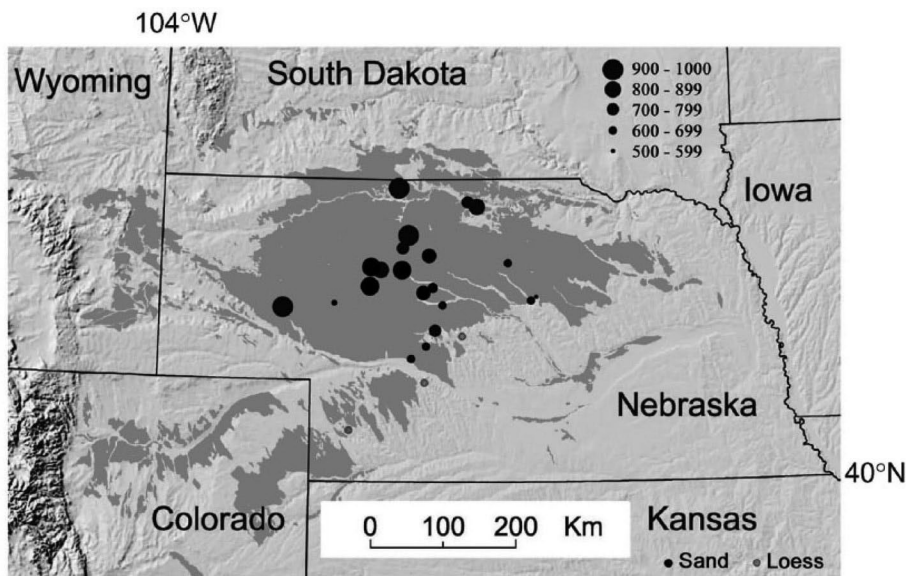 104°W
Wyoming
South Dakota
900 - 1000
800 - 899
700 - 799
600 - 699
500 - 599
Iowa
Nebraska
40°N
Colorado
0 100 200 Km
Kansas
Sand Loess